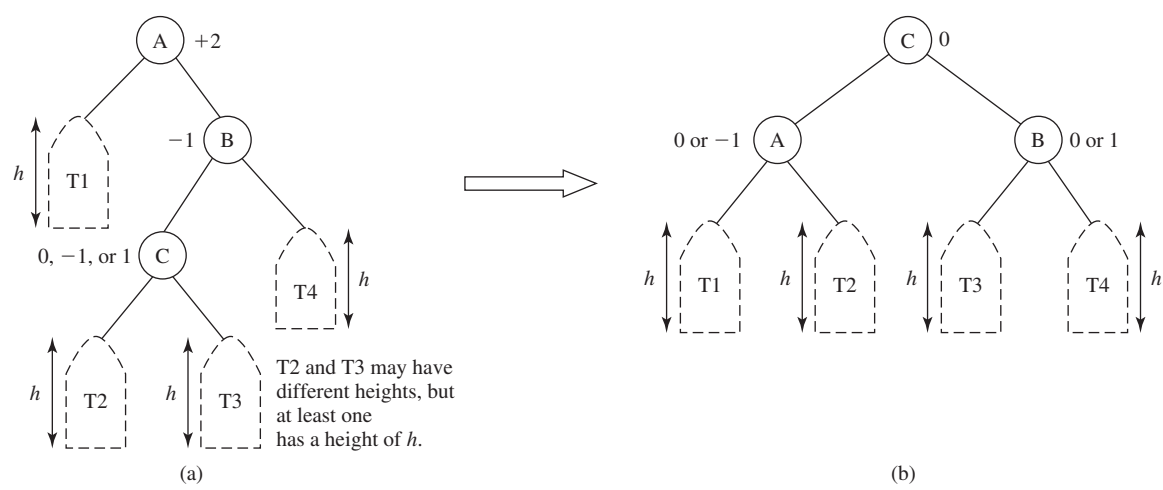 A +2
C 0
−1 B
0 or −1 A
B 0 or 1
h
T1
0, −1, or 1 C
T4
h
h
T1
h
T2
h
T3
T4
h
h
T2
h
T3
T2 and T3 may have
different heights, but
at least one
has a height of h.
(a)
(b)